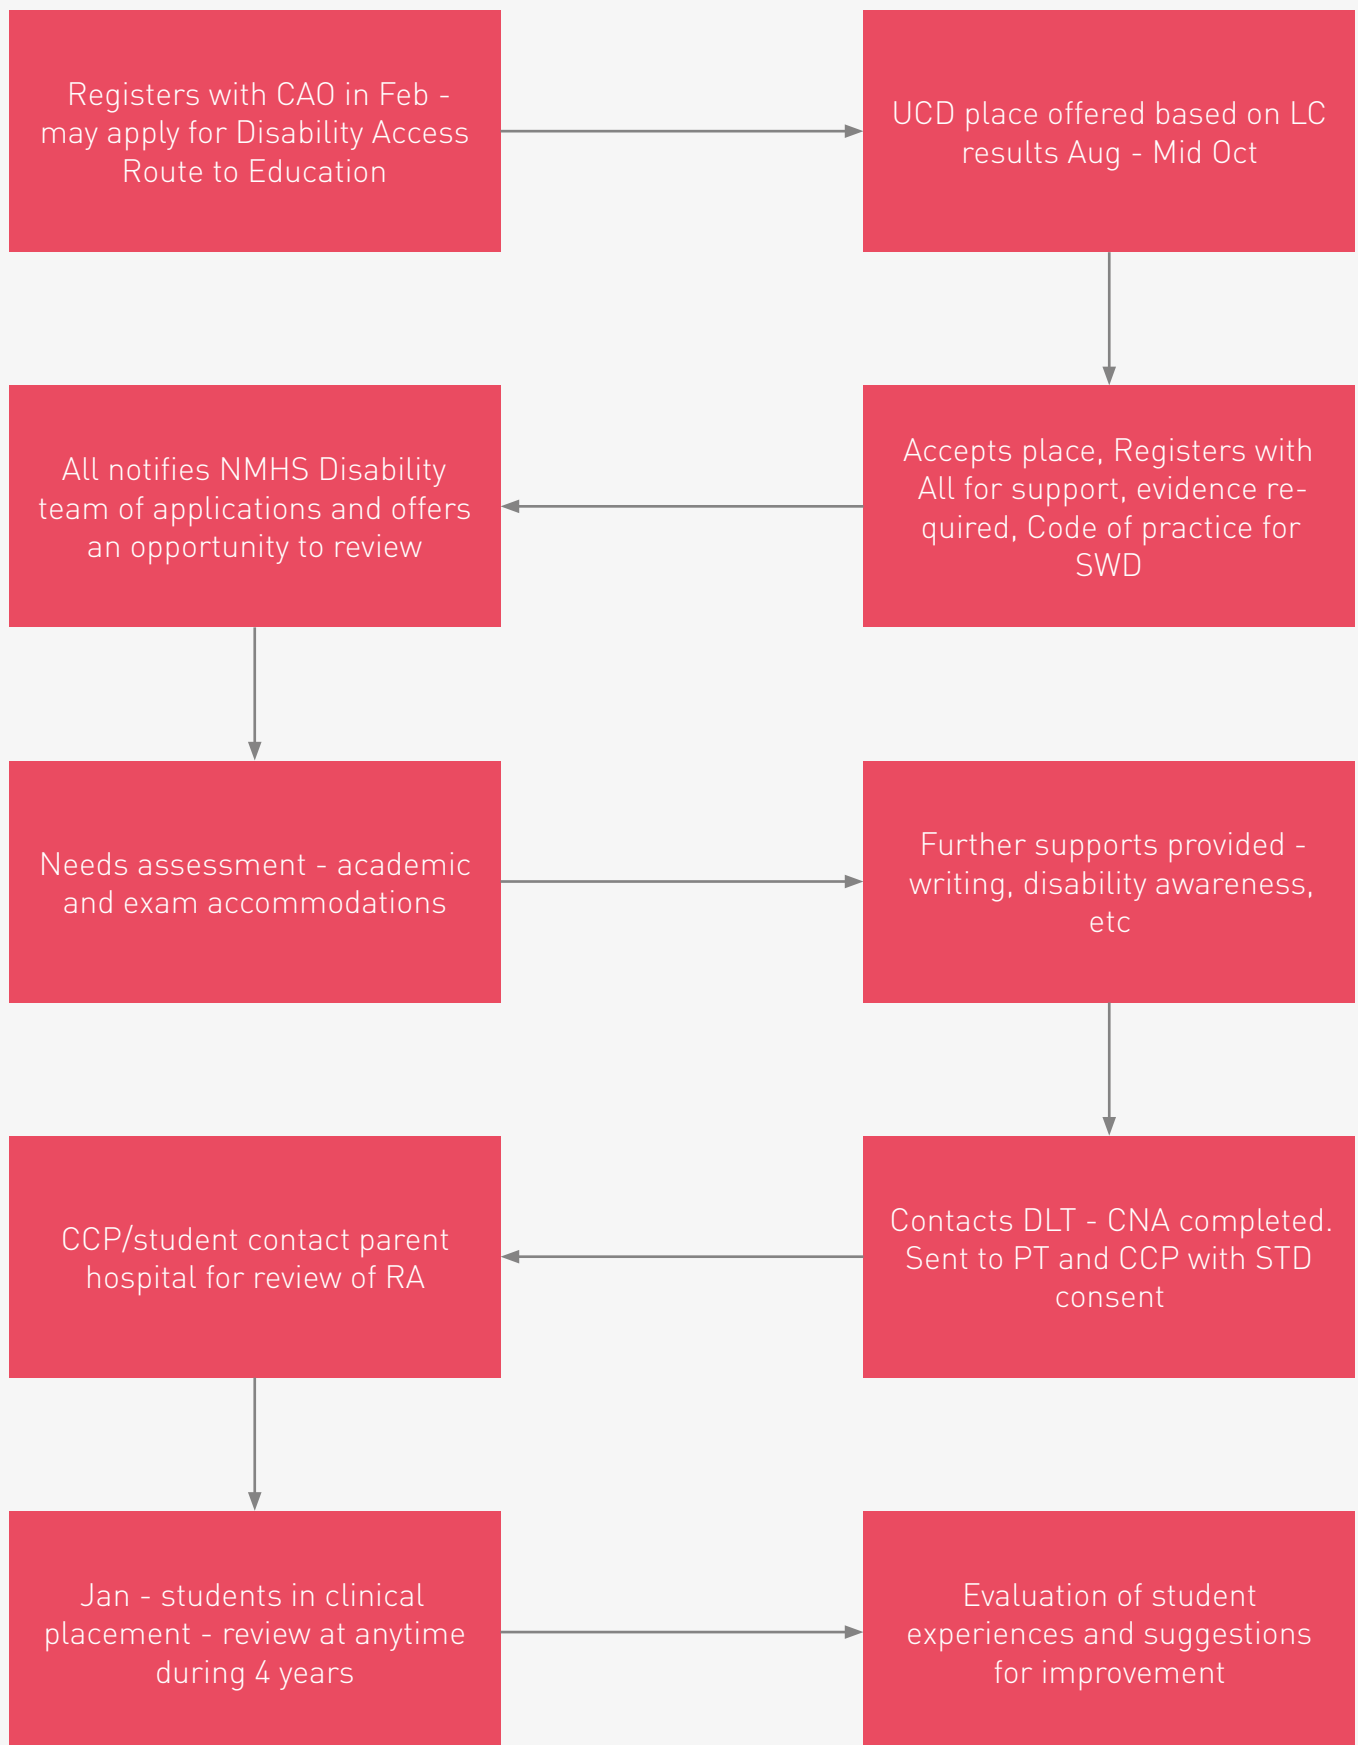 Registers with CAO in Feb -
may apply for Disability Access
Route to Education
UCD place offered based on LC
results Aug - Mid Oct
Accepts place, Registers with
All for support, evidence re-
quired, Code of practice for
SWD
All notifies NMHS Disability
team of applications and offers
an opportunity to review
Needs assessment - academic
and exam accommodations
Further supports provided -
writing, disability awareness,
etc
Contacts DLT - CNA completed.
Sent to PT and CCP with STD
consent
CCP/student contact parent
hospital for review of RA
Jan - students in clinical
placement - review at anytime
during 4 years
Evaluation of student
experiences and suggestions
for improvement